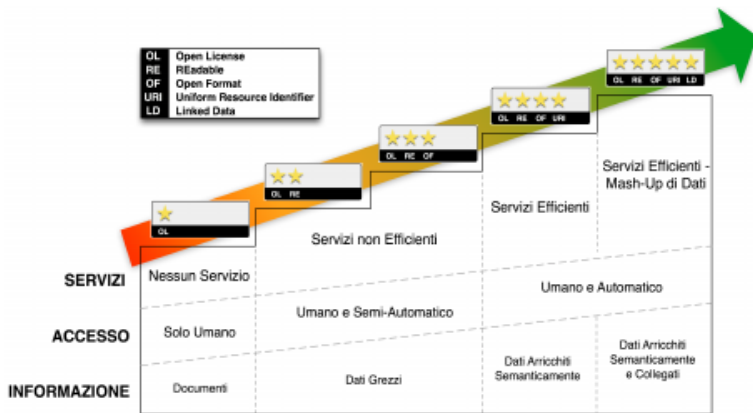 OL Open License
RE REadable
OF Open Format
URI Uniform Resource Identifier
LD Linked Data
OL RE OF URI LD
OL RE OF URI
OL RE OF
OL RE
OL
Servizi Efficienti -
Mash-Up di Dati
Servizi Efficienti
Servizi non Efficienti
SERVIZI
Nessun Servizio
Umano e Automatico
Umano e Semi-Automatico
ACCESSO
Solo Umano
Dati Arricchiti
Semanticamente
e Collegati
Dati Arricchiti
Semanticamente
Dati Grezzi
INFORMAZIONE
Documenti